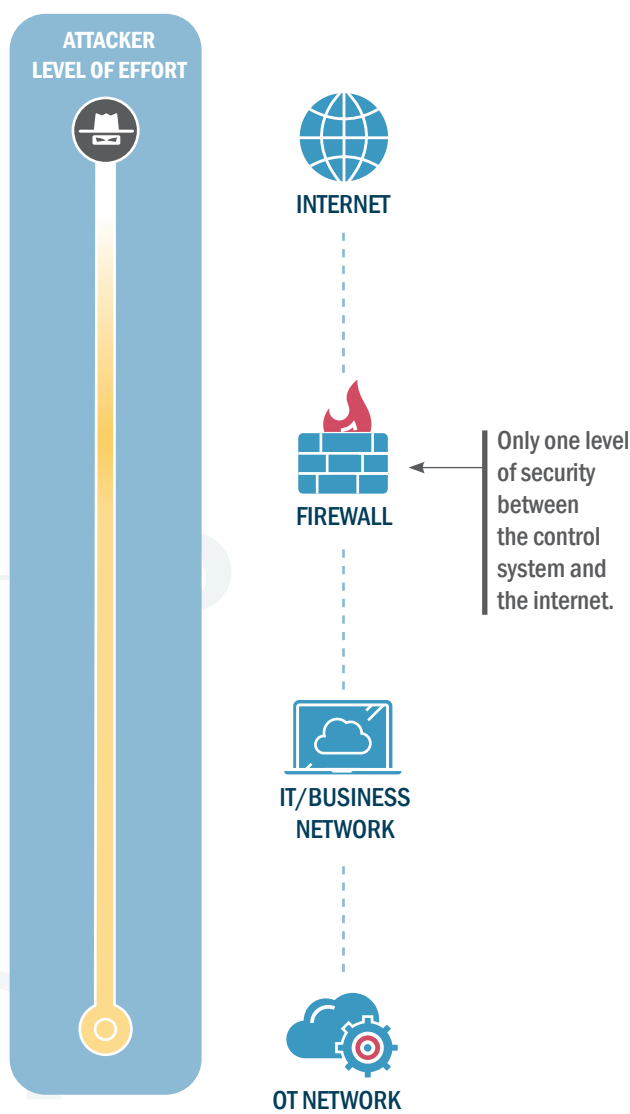 ATTACKER
LEVEL OF EFFORT
INTERNET
FIREWALL
Only one level
of security
between
the control
system and
the internet.
IT/BUSINESS
NETWORK
OT NETWORK